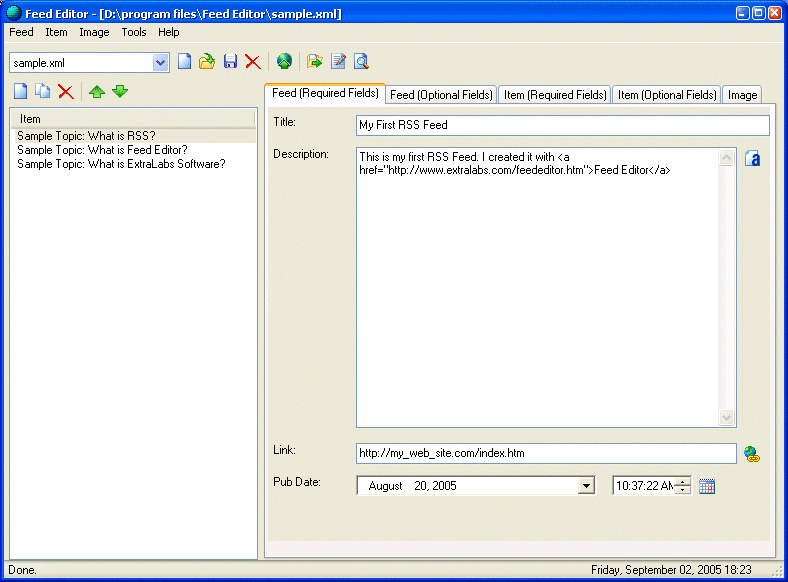 Feed Editor - [D:\program files\Feed Editor\sample.xml]
Feed Item Image Tools Help
sample.xml
Feed (Required Fields) Feed (Optional Fields) Item (Required Fields) Item (Optional Fields) Image
Item
Sample Topic: What is RSS?
Sample Topic: What is Feed Editor?
Sample Topic: What is ExtraLabs Software?
Title: My First RSS Feed
Description: This is my first RSS Feed. I created it with <a
href="http://www.extralabs.com/feededitor.htm">Feed Editor</a>
a
Link: http://my_web_site.com/index.htm
Pub Date: August 20, 2005 10:37:22 AM
Done. Friday, September 02, 2005 18:23